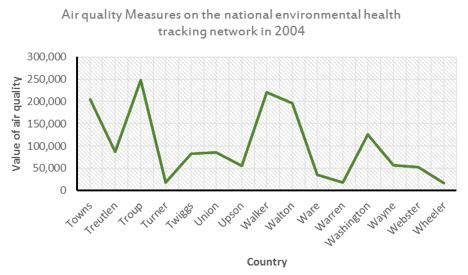 Air quality Measures on the national environmental health
tracking network in 2004
300,000
250,000
200,000
150,000
100,000
50,000
0
Value of air quality
Towns
Treutlen
Troup
Turner
Twiggs
Union
Upson
Walker
Walton
Ware
Warren
Washington
Wayne
Webster
Wheeler
Country